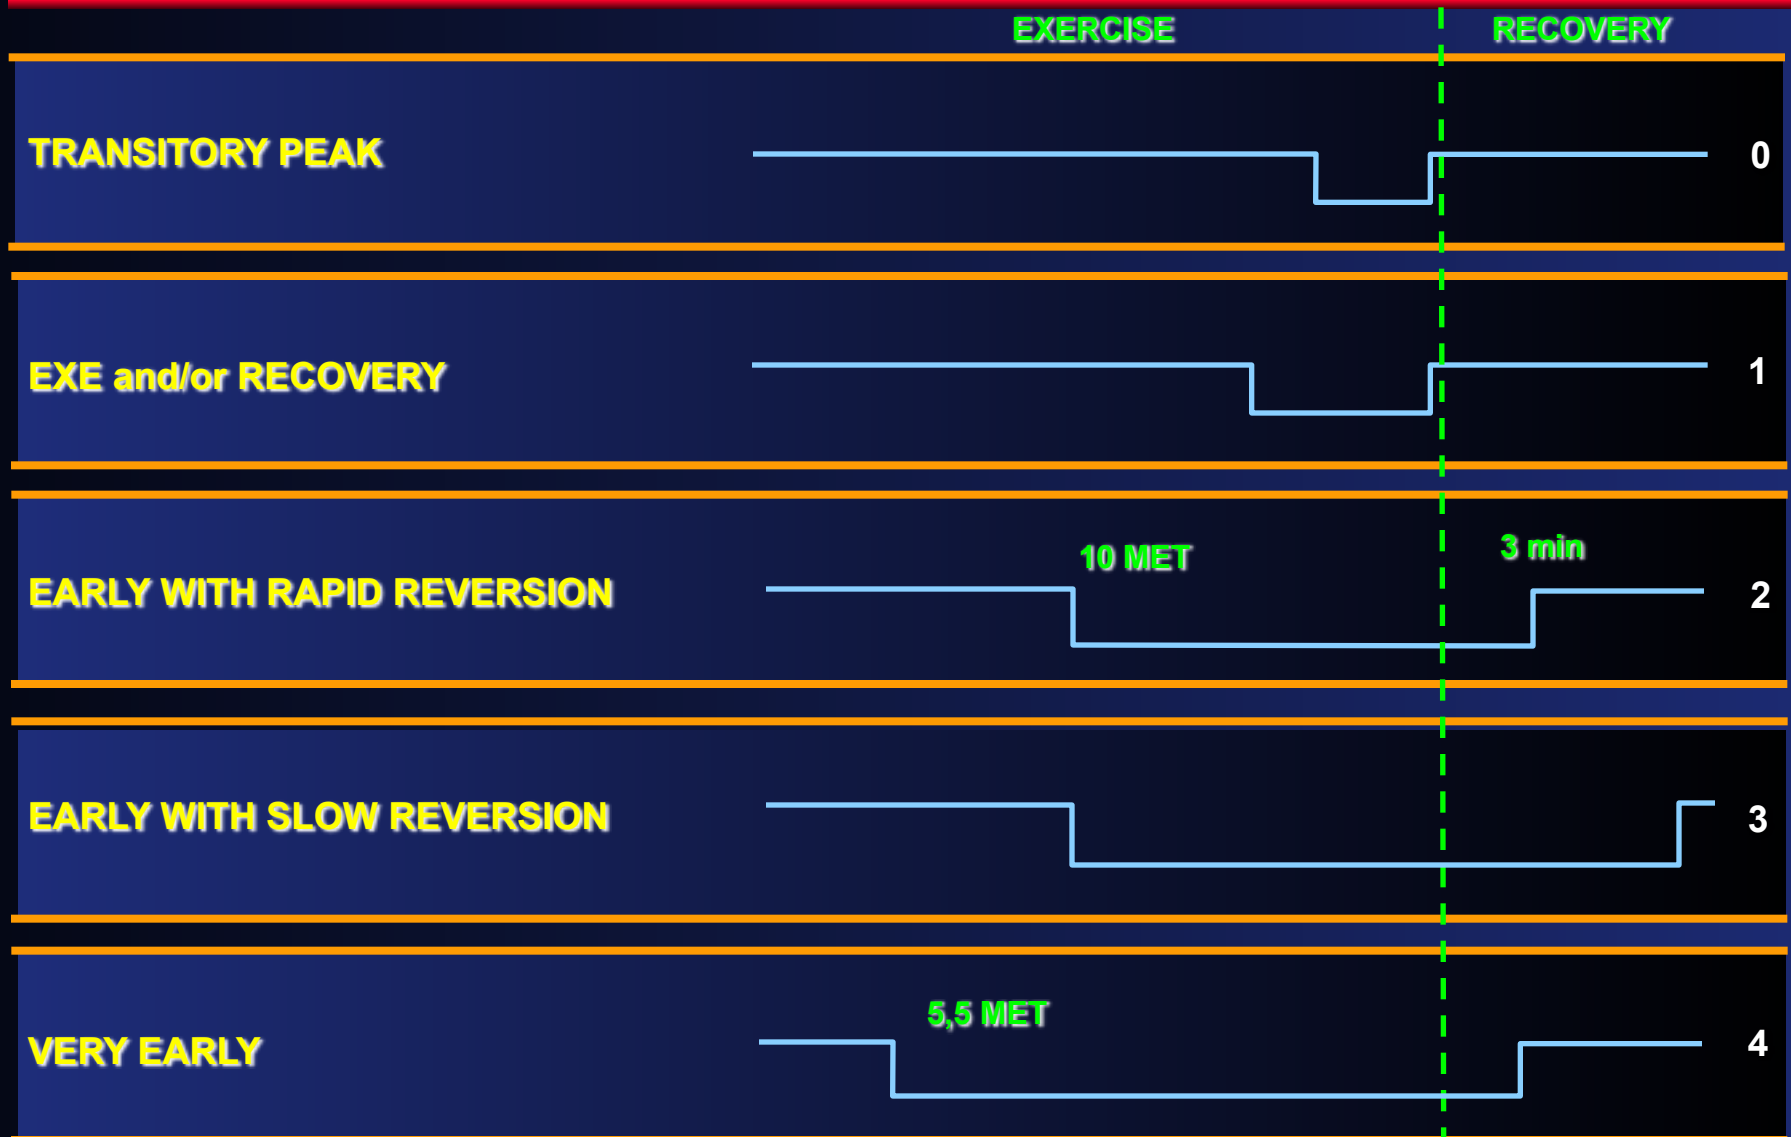 EXERCISE RECOVERY
TRANSITORY PEAK 0
EXE and/or RECOVERY 1
10 MET 3 min
EARLY WITH RAPID REVERSION 2
EARLY WITH SLOW REVERSION 3
5,5 MET
VERY EARLY 4